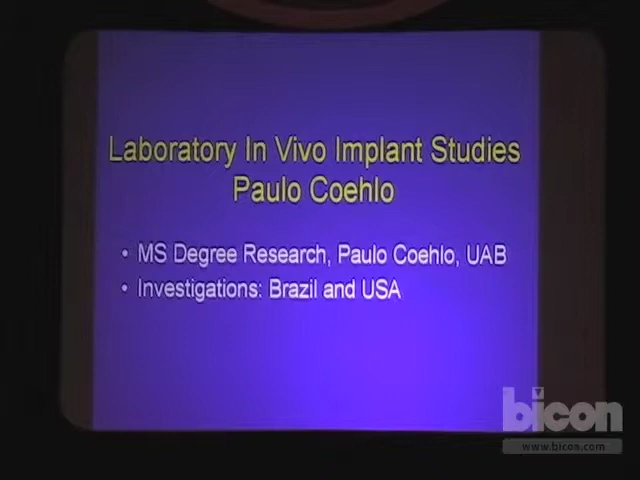 Laboratory In Vivo Implant Studies
Paulo Coehlo
• MS Degree Research, Paulo Coehlo, UAB
• Investigations: Brazil and USA
bicon
www.bicon.com